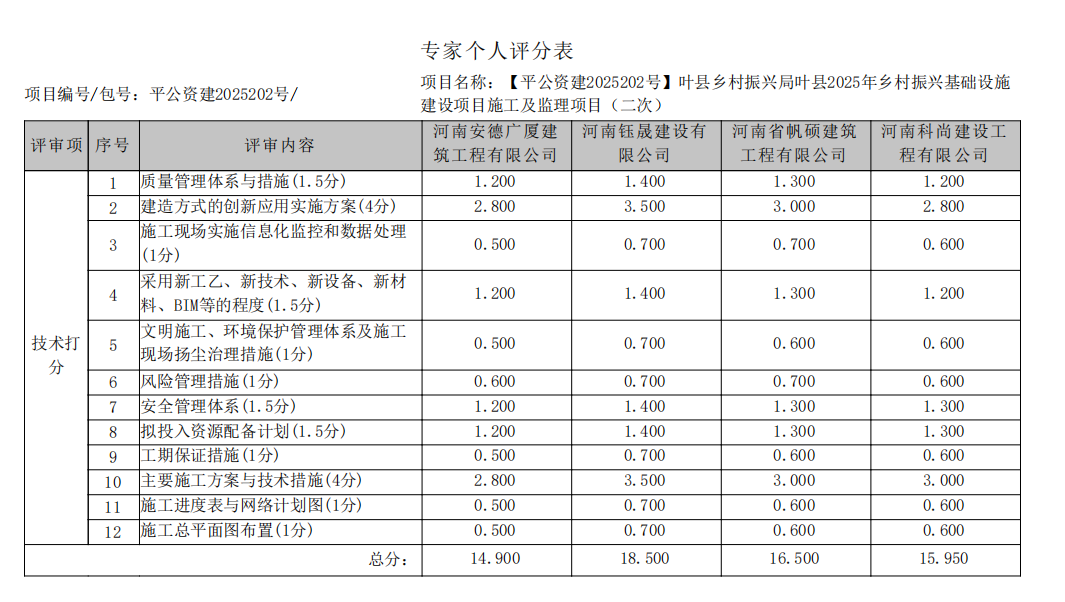 专家个人评分表
项目编号/包号：平公资建2025202号/
项目名称：【平公资建2025202号】叶县乡村振兴局叶县2025年乡村振兴基础设施
建设项目施工及监理项目（二次）
评审项 序号 评审内容 河南安德广厦建 河南钰晟建设有 河南省帆硕建筑 河南科尚建设工
筑工程有限公司 限公司 工程有限公司 程有限公司
1 质量管理体系与措施(1.5分) 1.200 1.400 1.300 1.200
2 建造方式的创新应用实施方案(4分) 2.800 3.500 3.000 2.800
3 施工现场实施信息化监控和数据处理
(1分) 0.500 0.700 0.700 0.600
4 采用新工乙、新技术、新设备、新材
料、BIM等的程度(1.5分) 1.200 1.400 1.300 1.200
技术打
分
5 文明施工、环境保护管理体系及施工
现场扬尘治理措施(1分) 0.500 0.700 0.600 0.600
6 风险管理措施(1分) 0.600 0.700 0.700 0.600
7 安全管理体系(1.5分) 1.200 1.400 1.300 1.300
8 拟投入资源配备计划(1.5分) 1.200 1.400 1.300 1.300
9 工期保证措施(1分) 0.500 0.700 0.600 0.600
10 主要施工方案与技术措施(4分) 2.800 3.500 3.000 3.000
11 施工进度表与网络计划图(1分) 0.500 0.700 0.600 0.600
12 施工总平面图布置(1分) 0.500 0.700 0.600 0.600
总分： 14.900 18.500 16.500 15.950